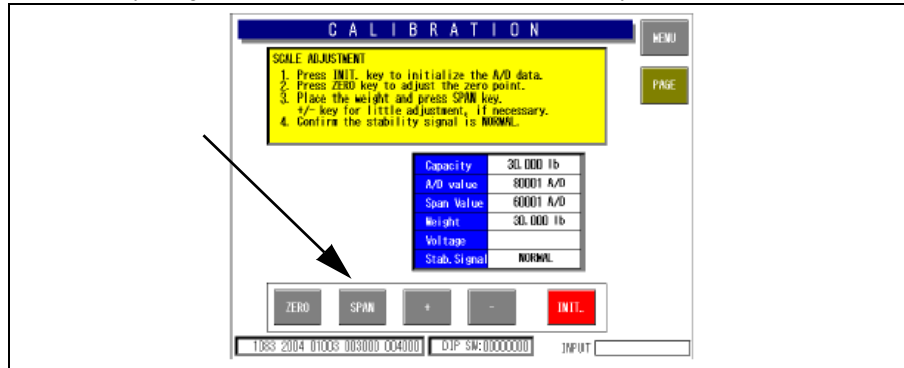 CALIBRATION
MENU
SCALE ADJUSTMENT
1. Press INIT. key to initialize the A/D data.
2. Press ZERO key to adjust the zero point.
3. Place the weight and press SPAN key.
+/- key for little adjustment, if necessary.
4. Confirm the stability signal is NORMAL.
PAGE
Capacity 30.000 lb
A/D value 80001 A/D
Span Value 60001 A/D
Weight 30.000 lb
Voltage
Stab.Signal NORMAL
ZERO SPAN + - INIT.
1083 2004 01003 003000 004000 DIP SW:00000000 INPUT